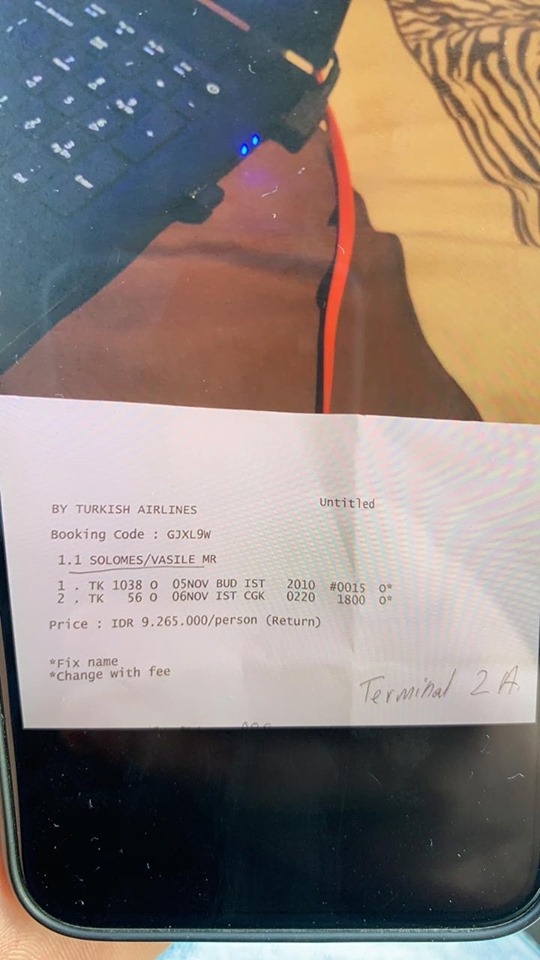 Untitled
BY TURKISH AIRLINES
Booking Code : GJXL9W
1.1 SOLOMES/VASILE MR
1 . TK 1038 O 05NOV BUD IST 2010 #0015 O*
2 . TK 56 O 06NOV IST CGK 0220 1800 O*
Price : IDR 9.265.000/person (Return)
*Fix name
*Change with fee
Terminal 2 A.